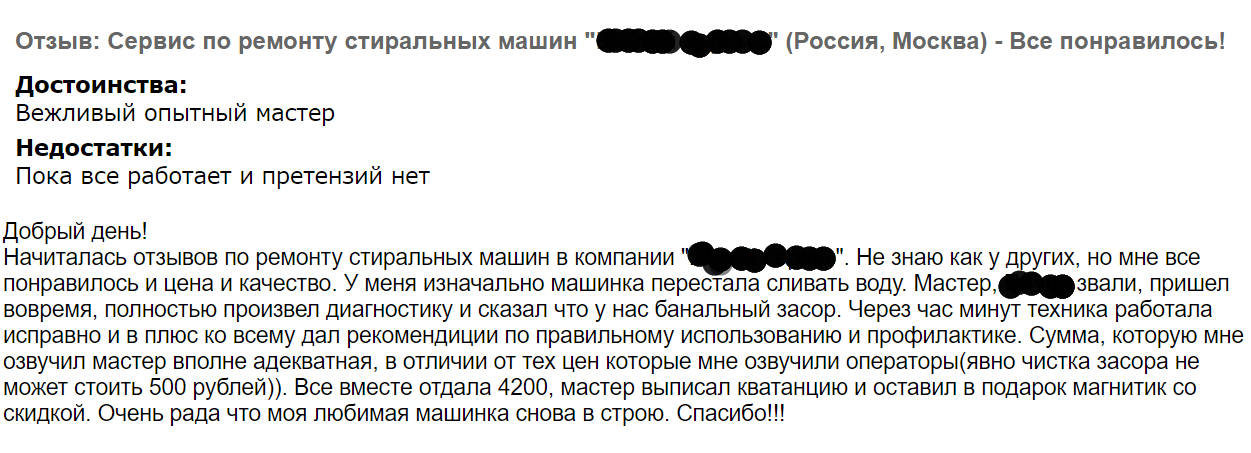 Отзыв: Сервис по ремонту стиральных машин "" (Россия, Москва) - Все понравилось!
Достоинства:
Вежливый опытный мастер
Недостатки:
Пока все работает и претензий нет
Добрый день!
Начиталась отзывов по ремонту стиральных машин в компании "". Не знаю как у других, но мне все
понравилось и цена и качество. У меня изначально машинка перестала сливать воду. Мастер, звали, пришел
вовремя, полностью произвел диагностику и сказал что у нас банальный засор. Через час минут техника работала
исправно и в плюс ко всему дал рекомендиции по правильному использованию и профилактике. Сумма, которую мне
озвучил мастер вполне адекватная, в отличии от тех цен которые мне озвучили операторы(явно чистка засора не
может стоить 500 рублей)). Все вместе отдала 4200, мастер выписал кватанцию и оставил в подарок магнитик со
скидкой. Очень рада что моя любимая машинка снова в строю. Спасибо!!!